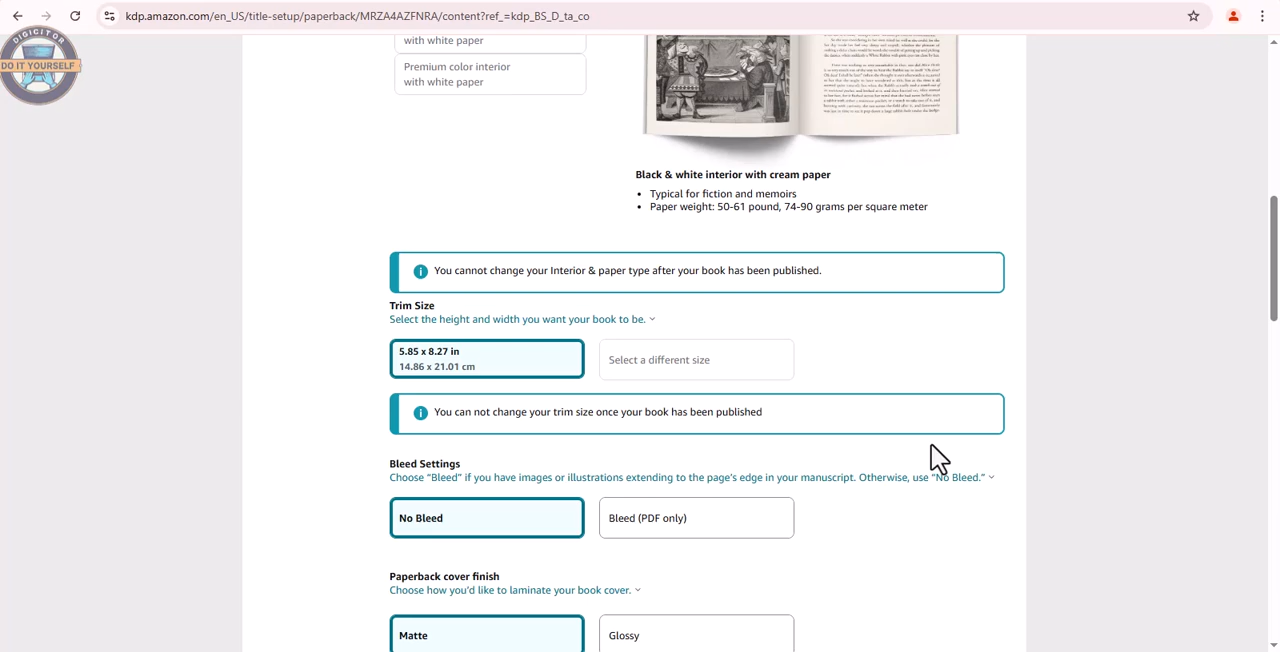 kdp.amazon.com/en_US/title-setup/paperback/MRZA4AZFNRA/content?ref_=kdp_BS_D_ta_co
DIGICITOR
DO IT YOURSELF
with white paper
Premium color interior
with white paper
Black & white interior with cream paper
• Typical for fiction and memoirs
• Paper weight: 50-61 pound, 74-90 grams per square meter
You cannot change your Interior & paper type after your book has been published.
Trim Size
Select the height and width you want your book to be.
5.85 x 8.27 in
14.86 x 21.01 cm
Select a different size
You can not change your trim size once your book has been published
Bleed Settings
Choose “Bleed” if you have images or illustrations extending to the page's edge in your manuscript. Otherwise, use “No Bleed.”
No Bleed
Bleed (PDF only)
Paperback cover finish
Choose how you'd like to laminate your book cover.
Matte
Glossy